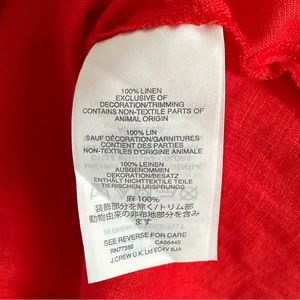 100% LINEN
EXCLUSIVE OF
DECORATION/TRIMMING
CONTAINS NON-TEXTILE PARTS OF
ANIMAL ORIGIN
100% LIN
SAUF DÉCORATION/GARNITURES
CONTIENT DES PARTIES
NON-TEXTILES D'ORIGINE ANIMALE
100% LEINEN
AUSGENOMMEN
DEKORATION/BESATZ
ENTHÄLT NICHTTEXTILE TEILE
TIERISCHEN URSPRUNGS
麻 100%
装飾部分を除く/トリム部
動物由来の非布地部分を含み
ます
SEE REVERSE FOR CARE
RN77388 CA56445
J.CREW U.K. Ltd EC4V 6JA